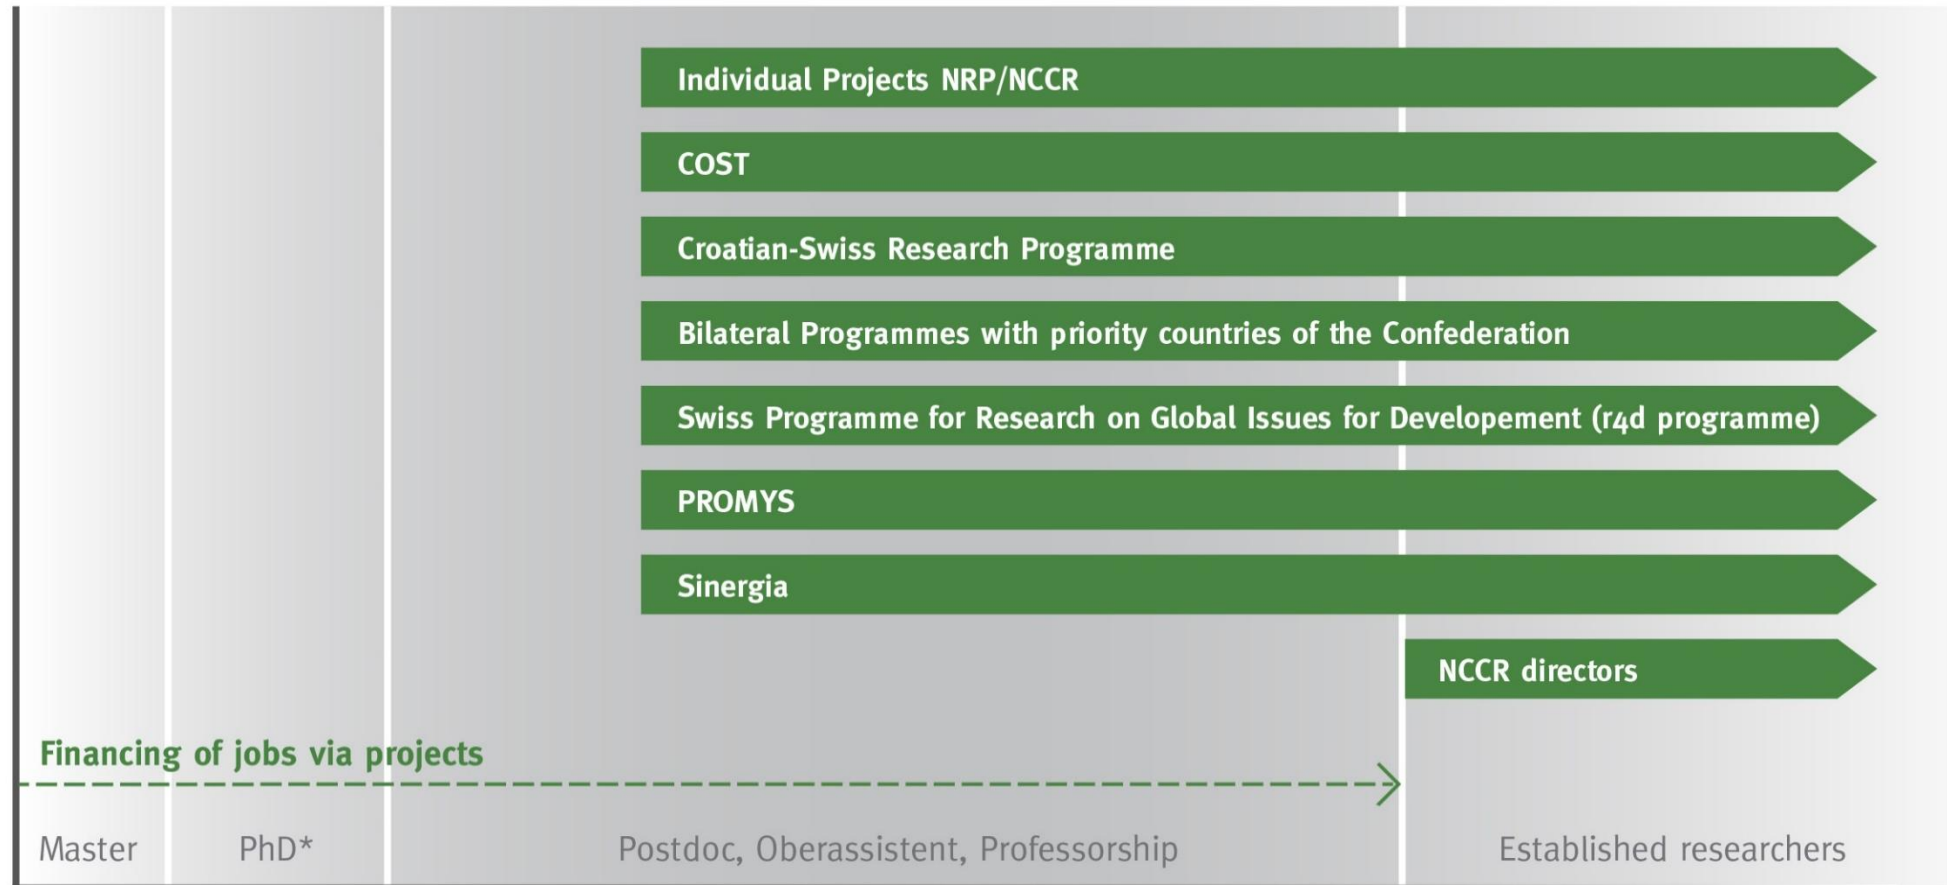 Individual Projects NRP/NCCR
COST
Croatian-Swiss Research Programme
Bilateral Programmes with priority countries of the Confederation
Swiss Programme for Research on Global Issues for Developement (r4d programme)
PROMYS
Sinergia
NCCR directors
Financing of jobs via projects
Master PhD* Postdoc, Oberassistent, Professorship Established researchers